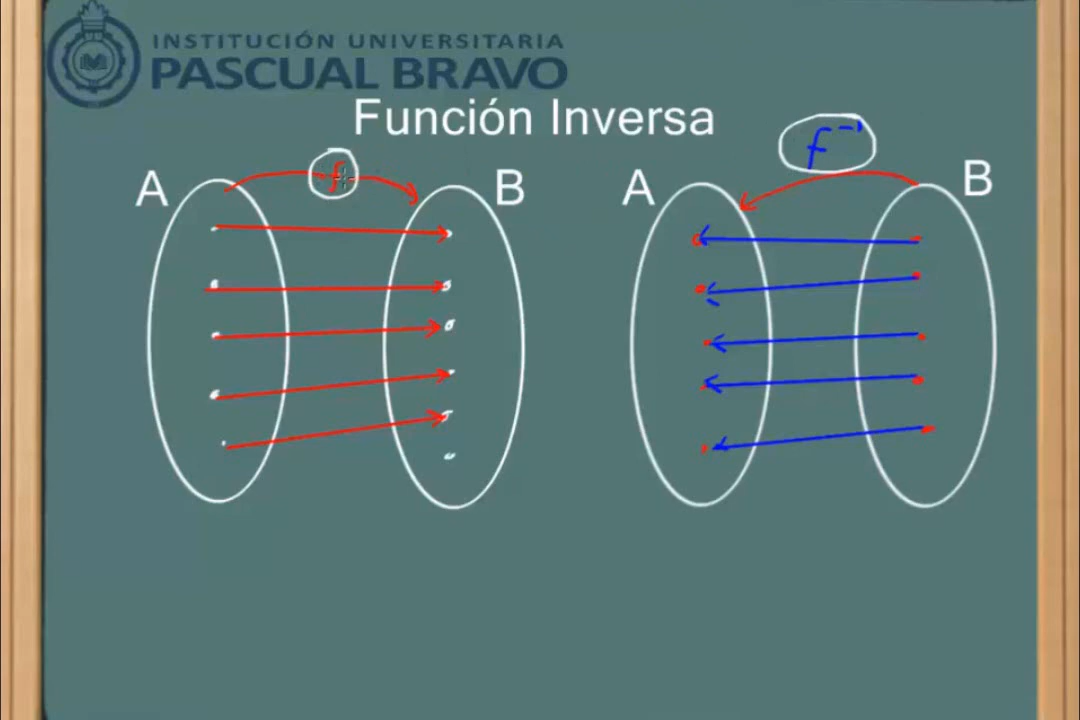 INSTITUCIÓN UNIVERSITARIA
PASCUAL BRAVO
Función Inversa
A f B
A f⁻¹ B